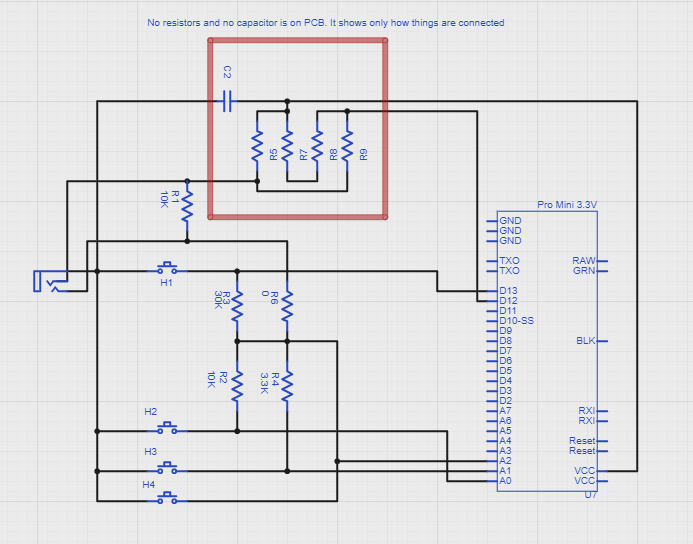 No resistors and no capacitor is on PCB. It shows only how things are connected
C2
R5
R7
R8
R9
R1
10K
H1
R3
30K
R6
0
R2
10K
R4
3.3K
H2
H3
H4
Pro Mini 3.3V
GND
GND
GND
TXO
TXO
D13
D12
D11
D10-SS
D9
D8
D7
D6
D5
D4
D3
D2
A7
A6
A5
A4
A3
A2
A1
A0
RAW
GRN
BLK
RXI
RXI
Reset
Reset
VCC
VCC
U7